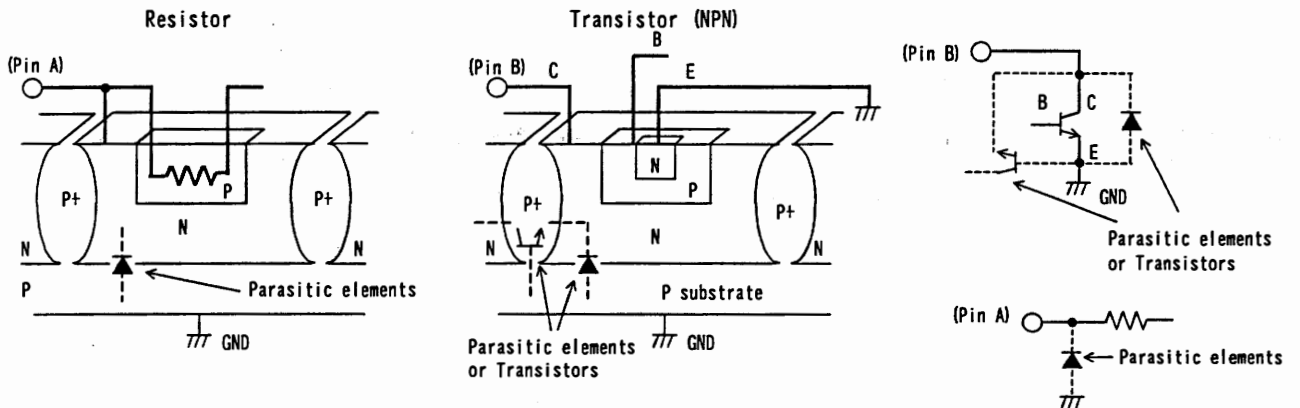 Resistor
(Pin A)
P+
P
P+
N
N
N
P
Parasitic elements
GND
Transistor (NPN)
B
(Pin B)
C
E
N
P
P+
P+
N
N
N
P substrate
GND
Parasitic elements
or Transistors
(Pin B)
B
C
E
GND
Parasitic elements
or Transistors
(Pin A)
Parasitic elements